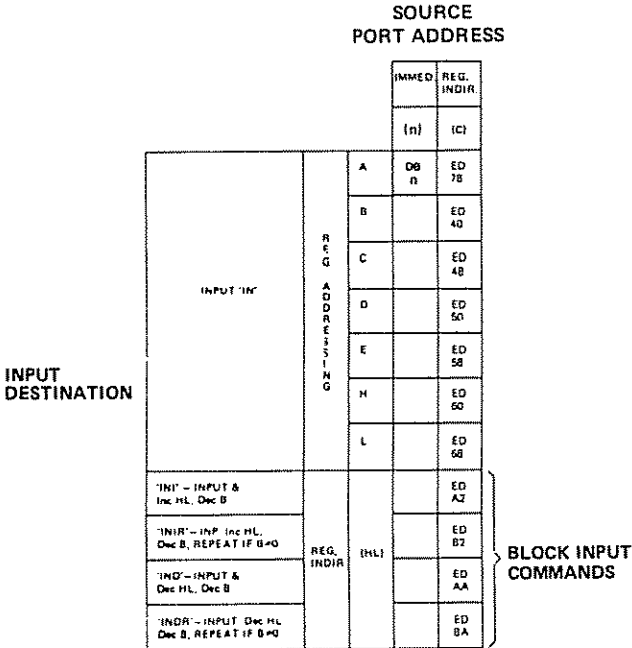 SOURCE
PORT ADDRESS
IMMED. REG. INDIR.
(n) (C)
INPUT DESTINATION
INPUT 'IN'
REG ADDRESSING
A DB n ED 78
B ED 40
C ED 48
D ED 50
E ED 58
H ED 60
L ED 68
'INI' – INPUT &
Inc HL, Dec B
ED A2
'INIR' – INP, Inc HL,
Dec B, REPEAT IF B≠0
ED B2
REG. INDIR
(HL)
'IND' – INPUT &
Dec HL, Dec B
ED AA
'INDR' – INPUT, Dec HL
Dec B, REPEAT IF B≠0
ED BA
BLOCK INPUT
COMMANDS